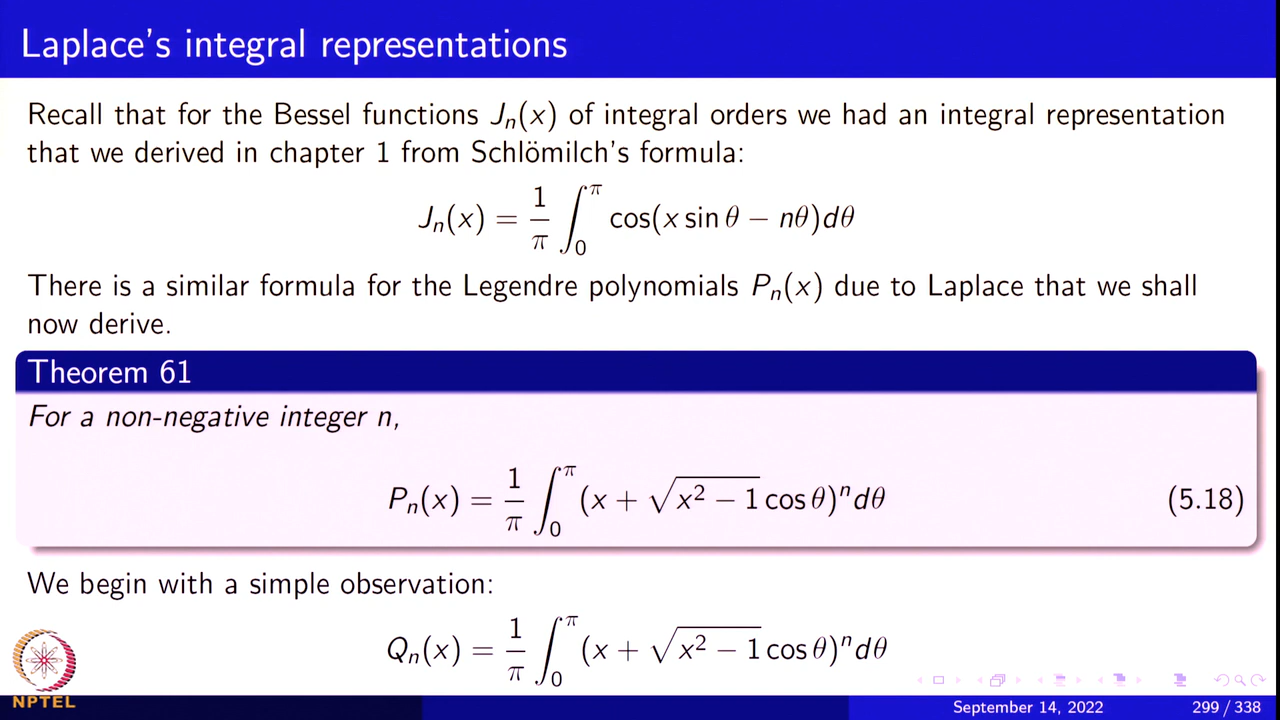 Laplace's integral representations
Recall that for the Bessel functions Jₙ(x) of integral orders we had an integral representation
that we derived in chapter 1 from Schlömilch's formula:
Jₙ(x) = 1/π ∫₀^π cos(x sin θ − nθ)dθ
There is a similar formula for the Legendre polynomials Pₙ(x) due to Laplace that we shall
now derive.
Theorem 61
For a non-negative integer n,
Pₙ(x) = 1/π ∫₀^π (x + √(x² − 1) cos θ)ⁿdθ (5.18)
We begin with a simple observation:
Qₙ(x) = 1/π ∫₀^π (x + √(x² − 1) cos θ)ⁿdθ
NPTEL
September 14, 2022 299 / 338